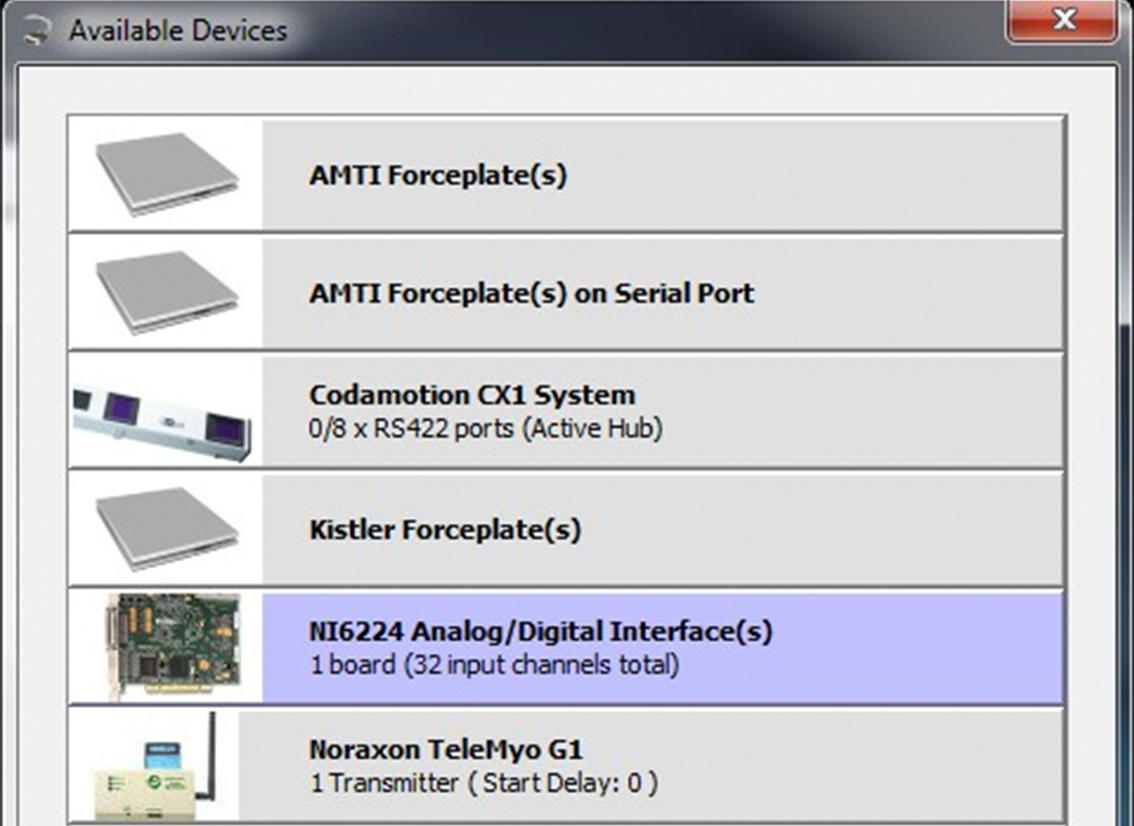 Available Devices
AMTI Forceplate(s)
AMTI Forceplate(s) on Serial Port
Codamotion CX1 System
0/8 x RS422 ports (Active Hub)
Kistler Forceplate(s)
NI6224 Analog/Digital Interface(s)
1 board (32 input channels total)
Noraxon TeleMyo G1
1 Transmitter ( Start Delay: 0 )